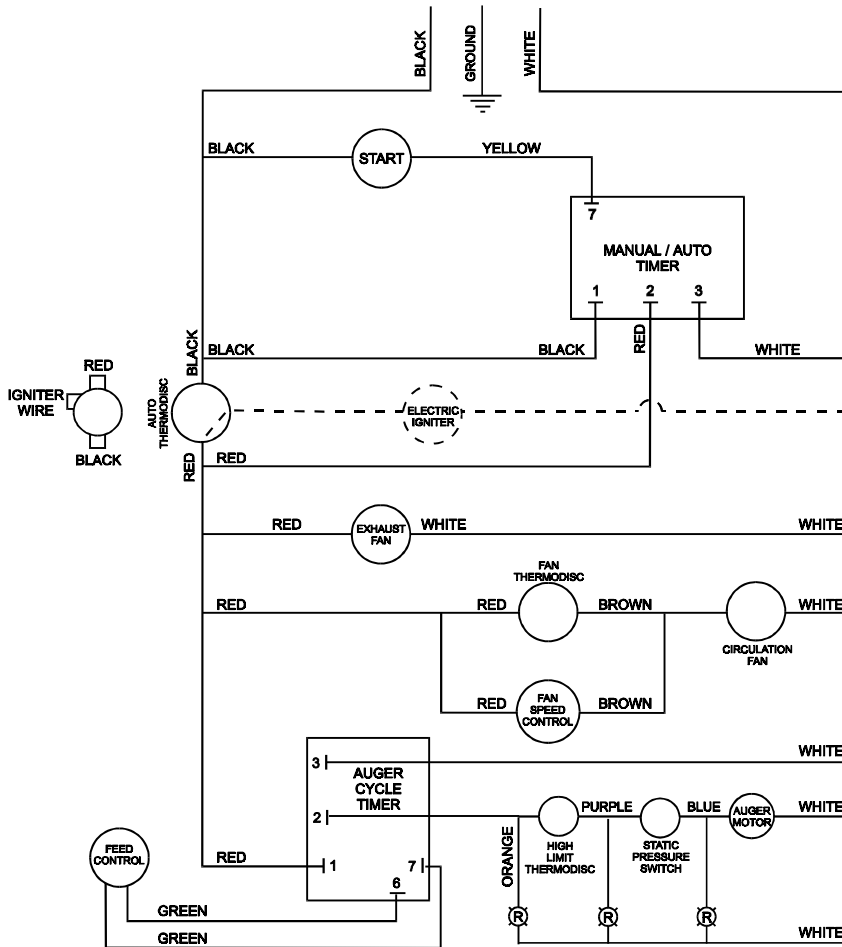 BLACK
GROUND
WHITE
BLACK
START
YELLOW
7
MANUAL / AUTO
TIMER
1 2 3
RED
BLACK
BLACK
BLACK
WHITE
RED
IGNITER
WIRE
BLACK
AUTO
THERMODISC
ELECTRIC
IGNITER
RED
RED
RED
EXHAUST
FAN
WHITE
WHITE
FAN
THERMODISC
RED
RED
BROWN
WHITE
CIRCULATION
FAN
RED
FAN
SPEED
CONTROL
BROWN
WHITE
3
AUGER
CYCLE
TIMER
2
PURPLE
BLUE
AUGER
MOTOR
WHITE
ORANGE
HIGH
LIMIT
THERMODISC
STATIC
PRESSURE
SWITCH
FEED
CONTROL
RED
1
7
6
GREEN
R
R
R
GREEN
WHITE